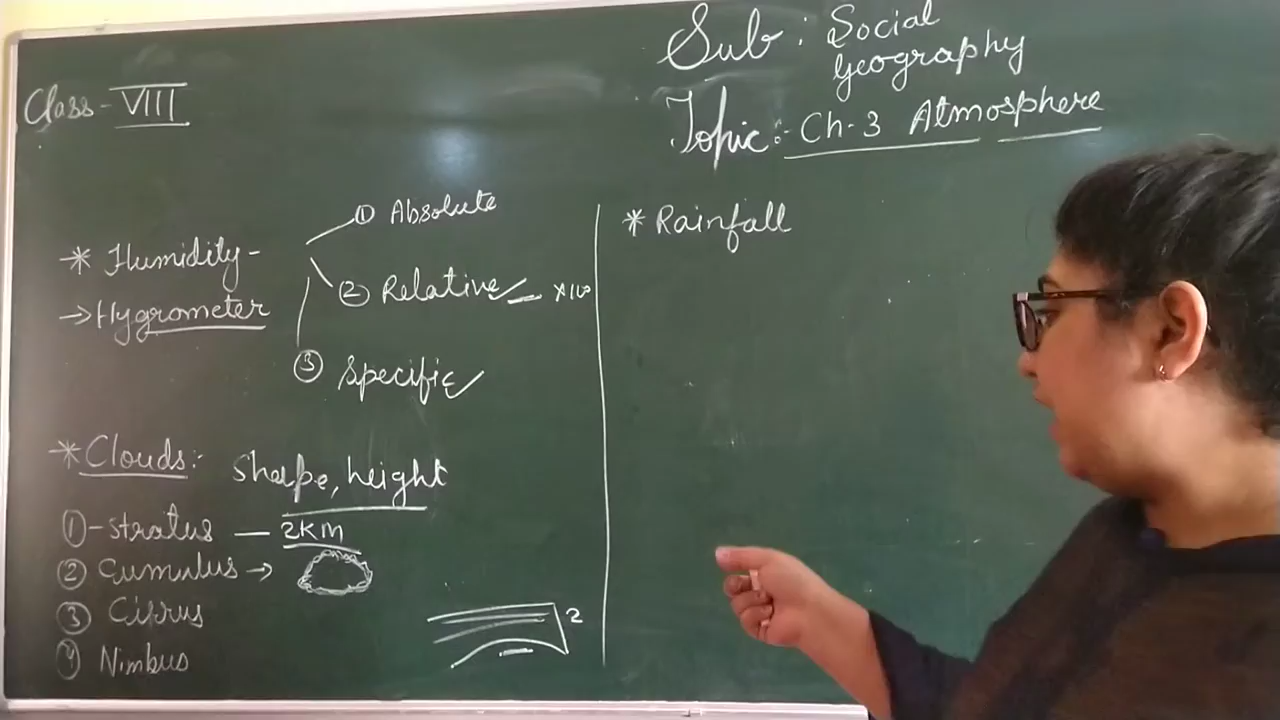 Class - VIII
Sub : Social
Geography
Topic :- Ch-3 Atmosphere
* Humidity -
→ Hygrometer
① Absolute
② Relative ×100
③ Specific
* Clouds :- Shape, height
① - Stratus — 2KM
② Cumulus →
③ Cirrus
④ Nimbus
2
* Rainfall